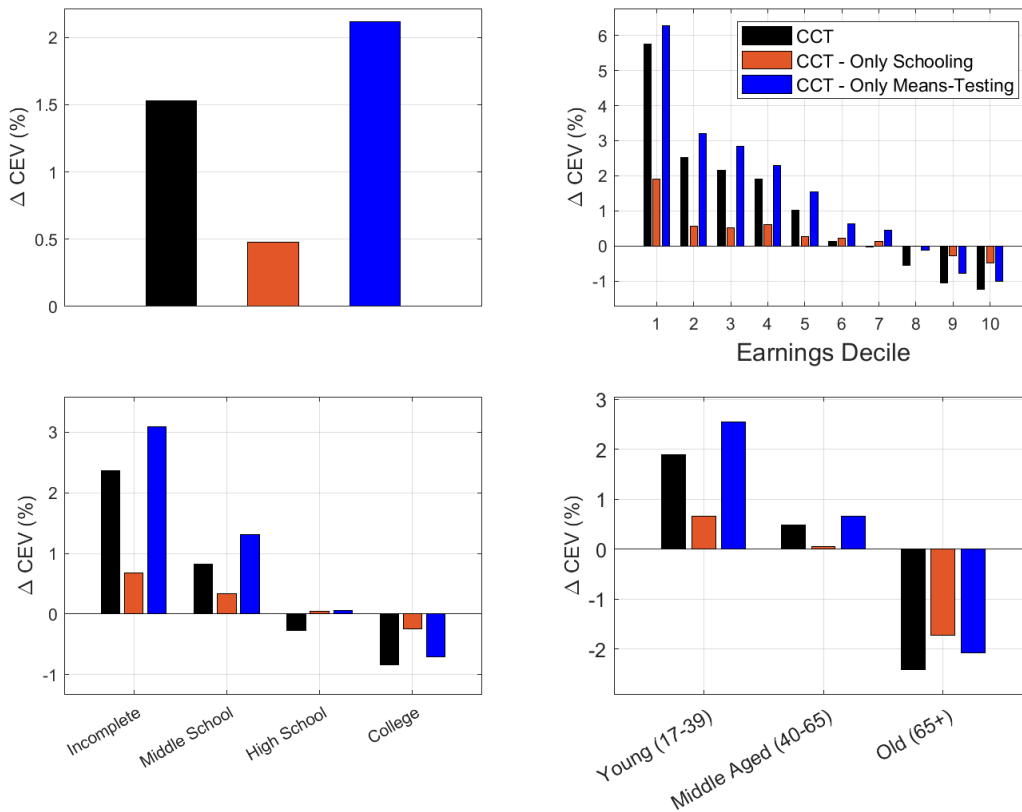 Δ CEV (%)
2
1.5
1
0.5
0
Δ CEV (%)
6
5
4
3
2
1
0
-1
CCT
CCT - Only Schooling
CCT - Only Means-Testing
1 2 3 4 5 6 7 8 9 10
Earnings Decile
Δ CEV (%)
3
2
1
0
-1
Incomplete
Middle School
High School
College
Δ CEV (%)
3
2
1
0
-1
-2
Young (17-39)
Middle Aged (40-65)
Old (65+)